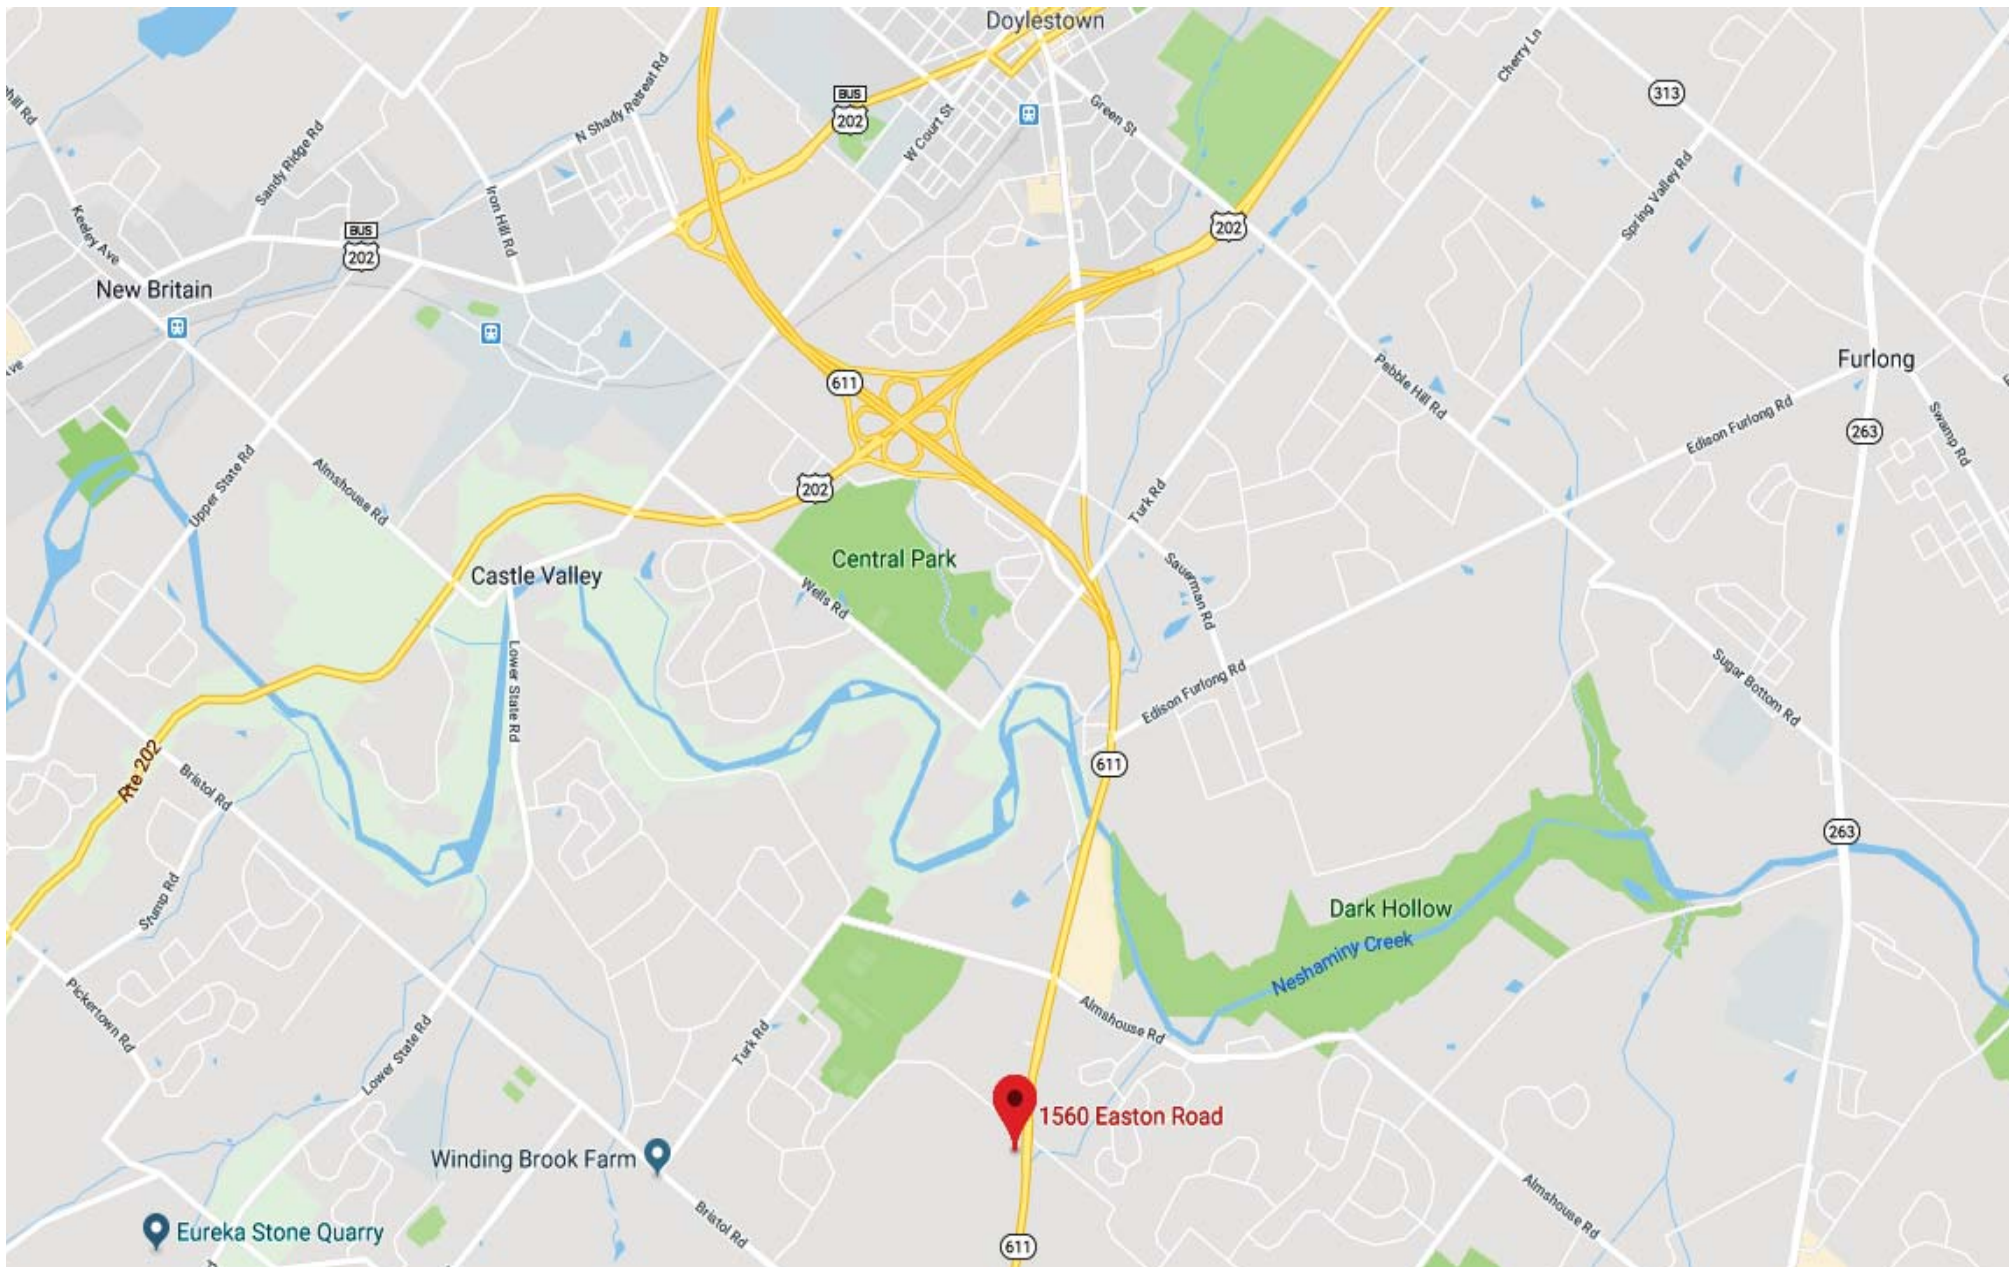 Doylestown
BUS
202
313
Cherry Ln
N Shady Retreat Rd
W Court St
Green St
Sandy Ridge Rd
Iron Hill Rd
Spring Valley Rd
Keeley Ave
BUS
202
202
New Britain
Furlong
611
Pebble Hill Rd
Edison Furlong Rd
263
Swamp Rd
Upper State Rd
Almshouse Rd
202
Turk Rd
Central Park
Castle Valley
Wells Rd
Sauerman Rd
Lower State Rd
Edison Furlong Rd
Sugar Bottom Rd
Rte 202
Bristol Rd
611
263
Stump Rd
Dark Hollow
Neshaminy Creek
Pickertown Rd
Almshouse Rd
Turk Rd
Lower State Rd
1560 Easton Road
Winding Brook Farm
Almshouse Rd
Bristol Rd
Eureka Stone Quarry
611